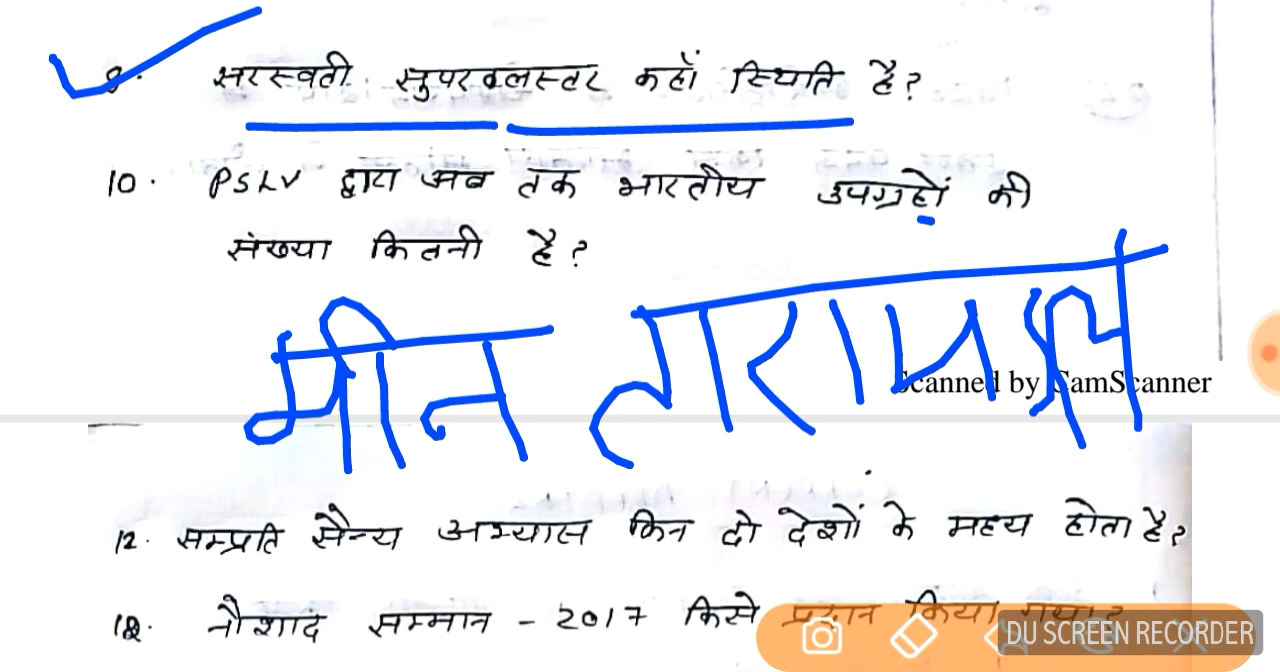 9. सरस्वती सुपरक्लस्टर कहाँ स्थिति है?
10. PSLV द्वारा अब तक भारतीय उपग्रहों की
संख्या कितनी है?
मीन तारामंडल
Scanned by CamScanner
12. सम्प्रति सैन्य अभ्यास किन दो देशों के मध्य होता है?
नौशाद सम्मान - 2017 किसे प्रदान किया गया?
DU SCREEN RECORDER